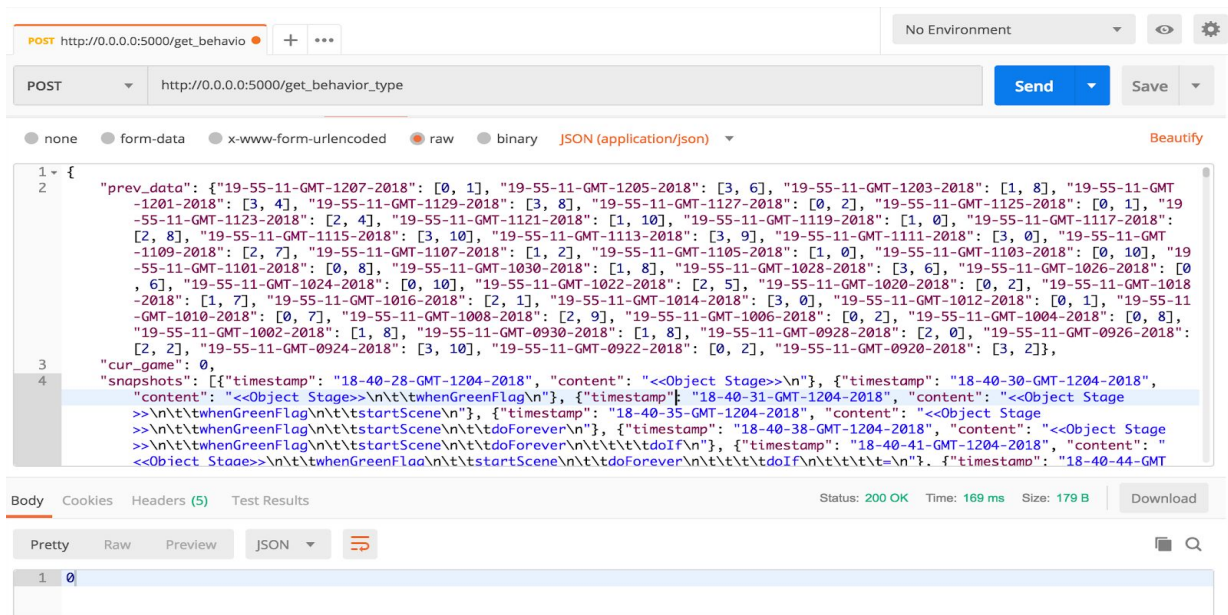 POST http://0.0.0.0:5000/get_behavio
No Environment
POST http://0.0.0.0:5000/get_behavior_type Send Save
none form-data x-www-form-urlencoded raw binary JSON (application/json) Beautify
1 {
2 "prev_data": {"19-55-11-GMT-1207-2018": [0, 1], "19-55-11-GMT-1205-2018": [3, 6], "19-55-11-GMT-1203-2018": [1, 8], "19-55-11-GMT
-1201-2018": [3, 4], "19-55-11-GMT-1129-2018": [3, 8], "19-55-11-GMT-1127-2018": [0, 2], "19-55-11-GMT-1125-2018": [0, 1], "19
-55-11-GMT-1123-2018": [2, 4], "19-55-11-GMT-1121-2018": [1, 10], "19-55-11-GMT-1119-2018": [1, 0], "19-55-11-GMT-1117-2018":
[2, 8], "19-55-11-GMT-1115-2018": [3, 10], "19-55-11-GMT-1113-2018": [3, 9], "19-55-11-GMT-1111-2018": [3, 0], "19-55-11-GMT
-1109-2018": [2, 7], "19-55-11-GMT-1107-2018": [1, 2], "19-55-11-GMT-1105-2018": [1, 0], "19-55-11-GMT-1103-2018": [0, 10], "19
-55-11-GMT-1101-2018": [0, 8], "19-55-11-GMT-1030-2018": [1, 8], "19-55-11-GMT-1028-2018": [3, 6], "19-55-11-GMT-1026-2018": [0
, 6], "19-55-11-GMT-1024-2018": [0, 10], "19-55-11-GMT-1022-2018": [2, 5], "19-55-11-GMT-1020-2018": [0, 2], "19-55-11-GMT-1018
-2018": [1, 7], "19-55-11-GMT-1016-2018": [2, 1], "19-55-11-GMT-1014-2018": [3, 0], "19-55-11-GMT-1012-2018": [0, 1], "19-55-11
-GMT-1010-2018": [0, 7], "19-55-11-GMT-1008-2018": [2, 9], "19-55-11-GMT-1006-2018": [0, 2], "19-55-11-GMT-1004-2018": [0, 8],
"19-55-11-GMT-1002-2018": [1, 8], "19-55-11-GMT-0930-2018": [1, 8], "19-55-11-GMT-0928-2018": [2, 0], "19-55-11-GMT-0926-2018":
[2, 2], "19-55-11-GMT-0924-2018": [3, 10], "19-55-11-GMT-0922-2018": [0, 2], "19-55-11-GMT-0920-2018": [3, 2]},
3 "cur_game": 0,
4 "snapshots": [{"timestamp": "18-40-28-GMT-1204-2018", "content": "<<Object Stage>>\n"}, {"timestamp": "18-40-30-GMT-1204-2018",
"content": "<<Object Stage>>\n\t\twhenGreenFlag\n"}, {"timestamp": "18-40-31-GMT-1204-2018", "content": "<<Object Stage
>>\n\t\twhenGreenFlag\n\t\tstartScene\n"}, {"timestamp": "18-40-35-GMT-1204-2018", "content": "<<Object Stage
>>\n\t\twhenGreenFlag\n\t\tstartScene\n\t\tdoForever\n"}, {"timestamp": "18-40-38-GMT-1204-2018", "content": "<<Object Stage
>>\n\t\twhenGreenFlag\n\t\tstartScene\n\t\tdoForever\n\t\t\t\tdoIf\n"}, {"timestamp": "18-40-41-GMT-1204-2018", "content": "
<<Object Stage>>\n\t\twhenGreenFlag\n\t\tstartScene\n\t\tdoForever\n\t\t\t\tdoIf\n\t\t\t\t=\n"}, {"timestamp": "18-40-44-GMT
Body Cookies Headers (5) Test Results Status: 200 OK Time: 169 ms Size: 179 B Download
Pretty Raw Preview JSON
1 0